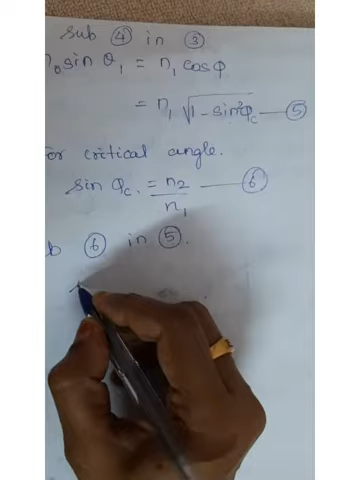 Sub ④ in ③
n₀ sin θ₁ = n₁ cos φ
= n₁ √1 - sin²φc — ⑤
For critical angle.
sin φc. = n₂/n₁ — ⑥
b ⑥ in ⑤.